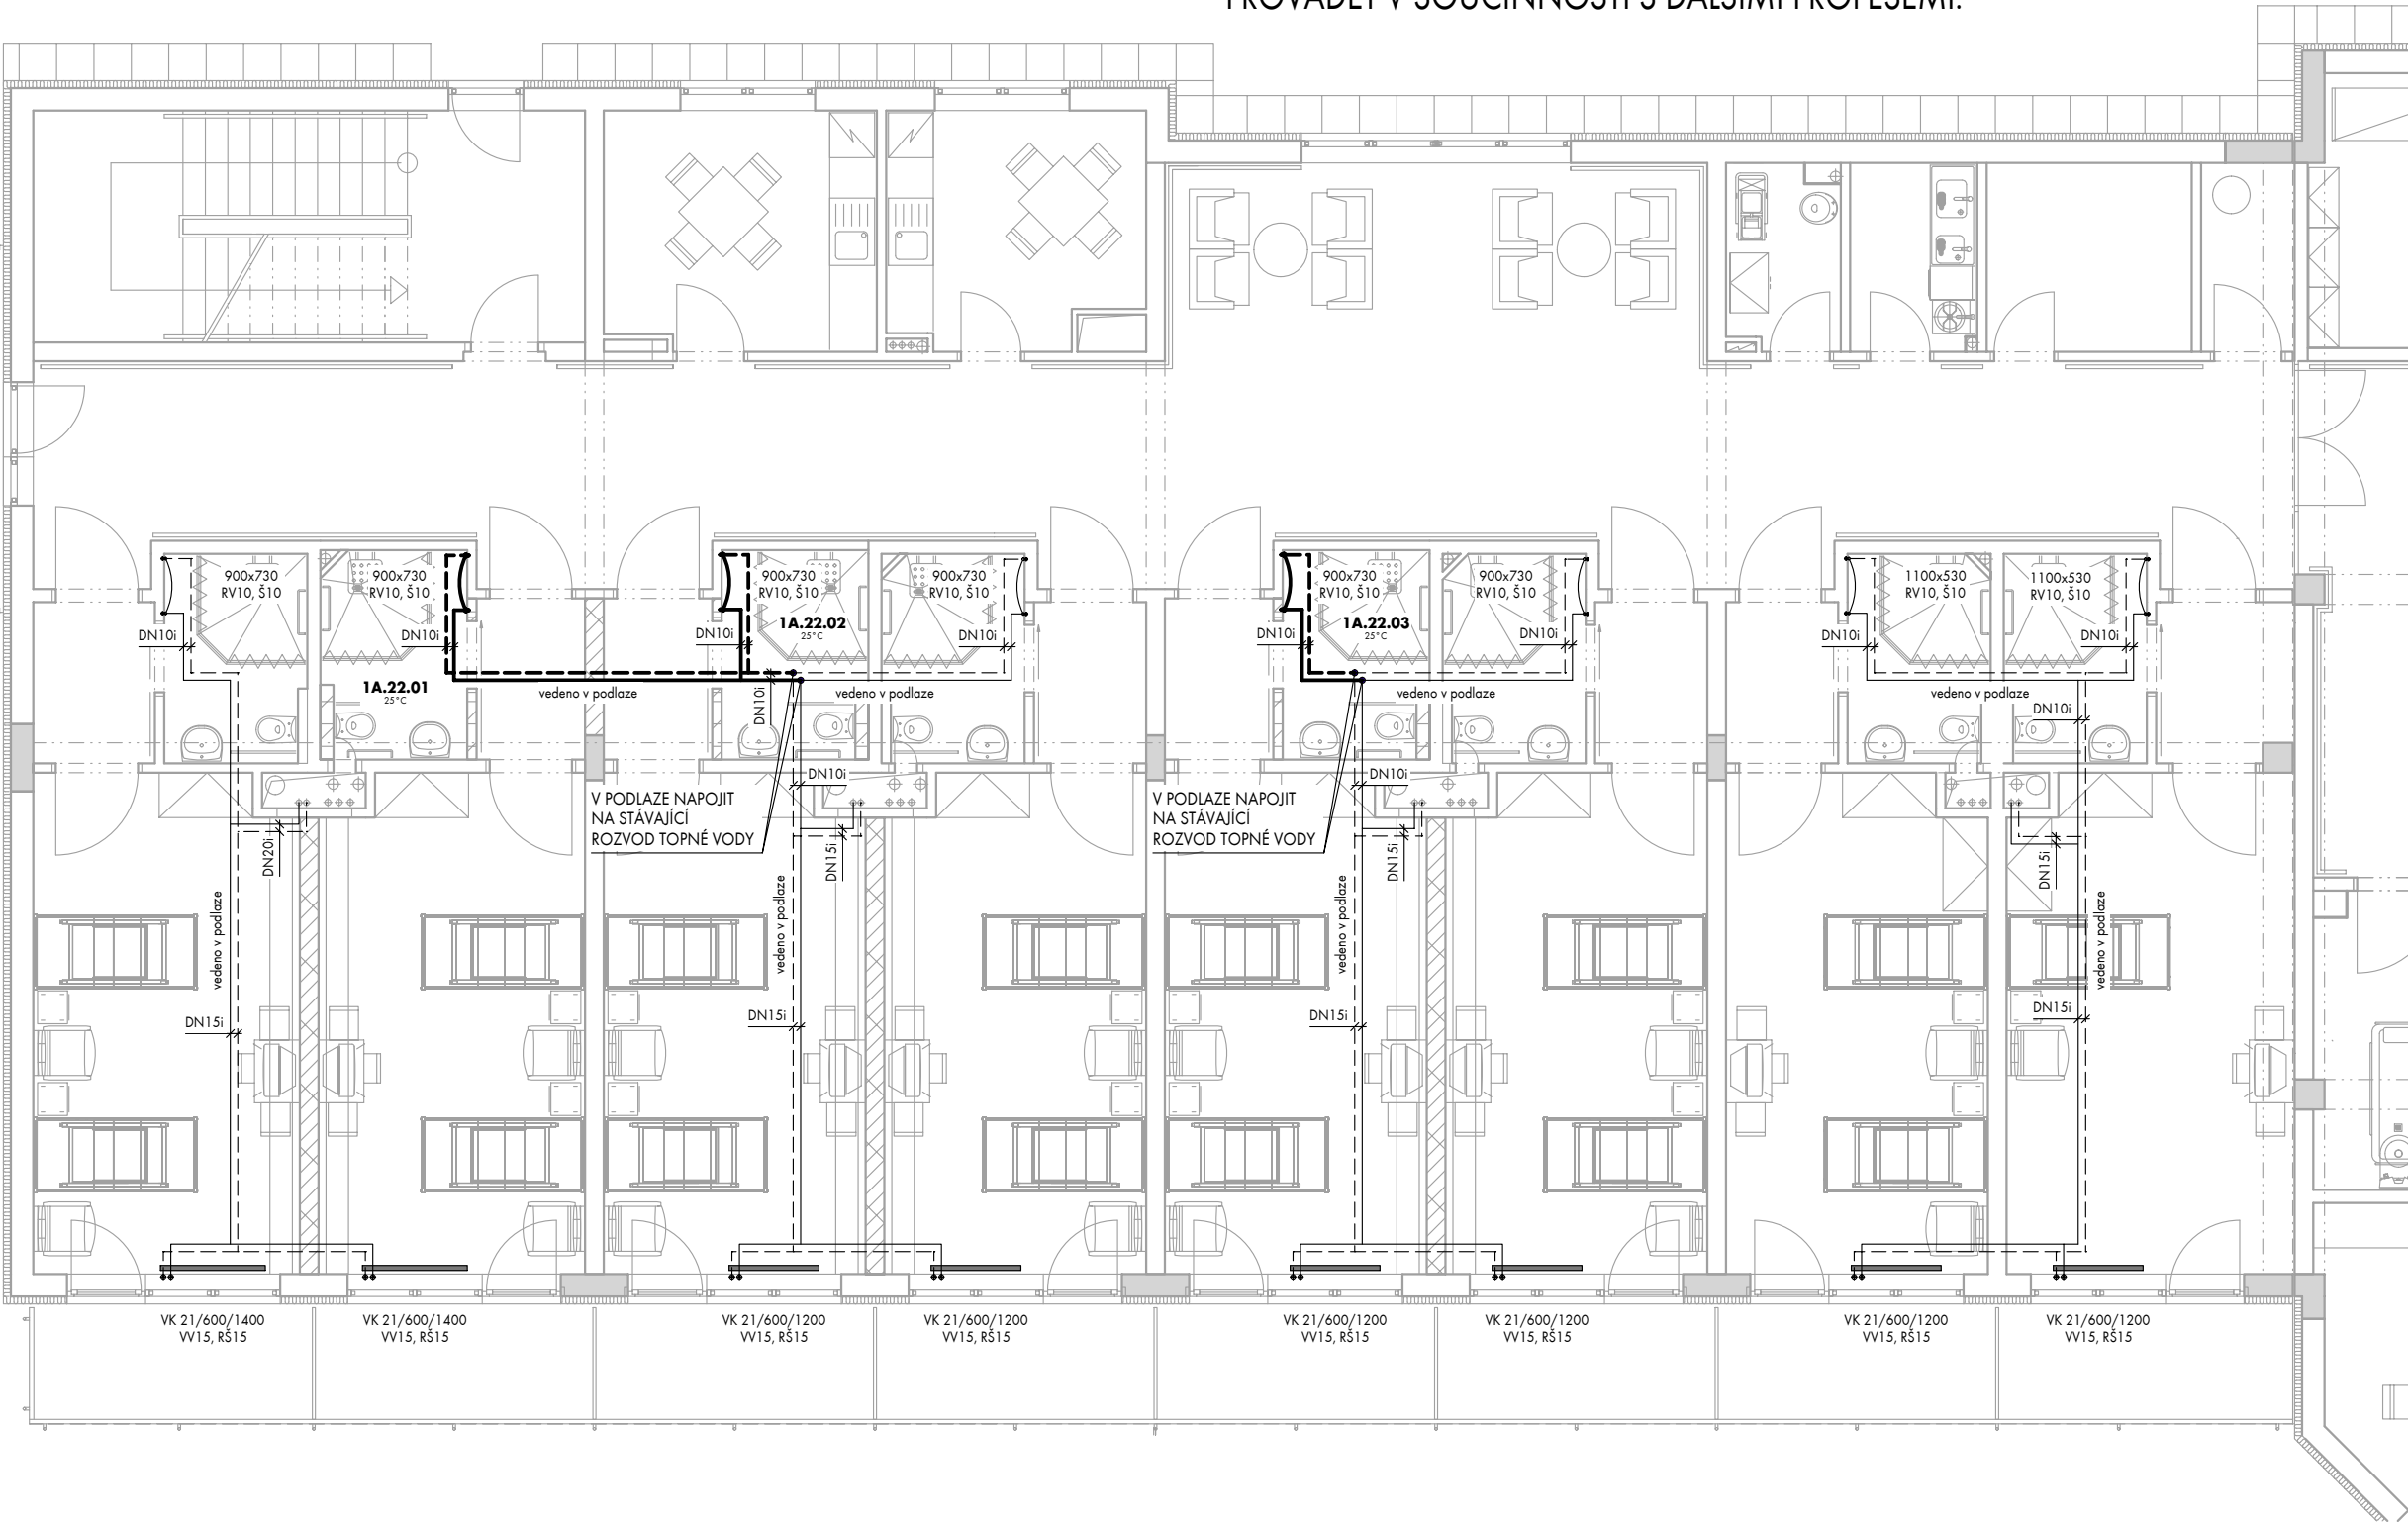 PROVÁDĚT V SOUČINNOSTI S DALŠÍMI PROFESEMI.
900x730
RV10, Š10
900x730
RV10, Š10
900x730
RV10, Š10
900x730
RV10, Š10
900x730
RV10, Š10
900x730
RV10, Š10
1100x530
RV10, Š10
1100x530
RV10, Š10
DN10i
DN10i
DN10i
1A.22.02
25°C
DN10i
DN10i
1A.22.03
25°C
DN10i
DN10i
DN10i
1A.22.01
25°C
vedeno v podlaze
DN10i
vedeno v podlaze
vedeno v podlaze
vedeno v podlaze
DN10i
V PODLAZE NAPOJIT
NA STÁVAJÍCÍ
ROZVOD TOPNÉ VODY
DN10i
V PODLAZE NAPOJIT
NA STÁVAJÍCÍ
ROZVOD TOPNÉ VODY
DN10i
DN20i
DN15i
DN15i
DN15i
vedeno v podlaze
vedeno v podlaze
vedeno v podlaze
vedeno v podlaze
DN15i
DN15i
DN15i
DN15i
VK 21/600/1400
VV15, RŠ15
VK 21/600/1400
VV15, RŠ15
VK 21/600/1200
VV15, RŠ15
VK 21/600/1200
VV15, RŠ15
VK 21/600/1200
VV15, RŠ15
VK 21/600/1200
VV15, RŠ15
VK 21/600/1200
VV15, RŠ15
VK 21/600/1200
VV15, RŠ15